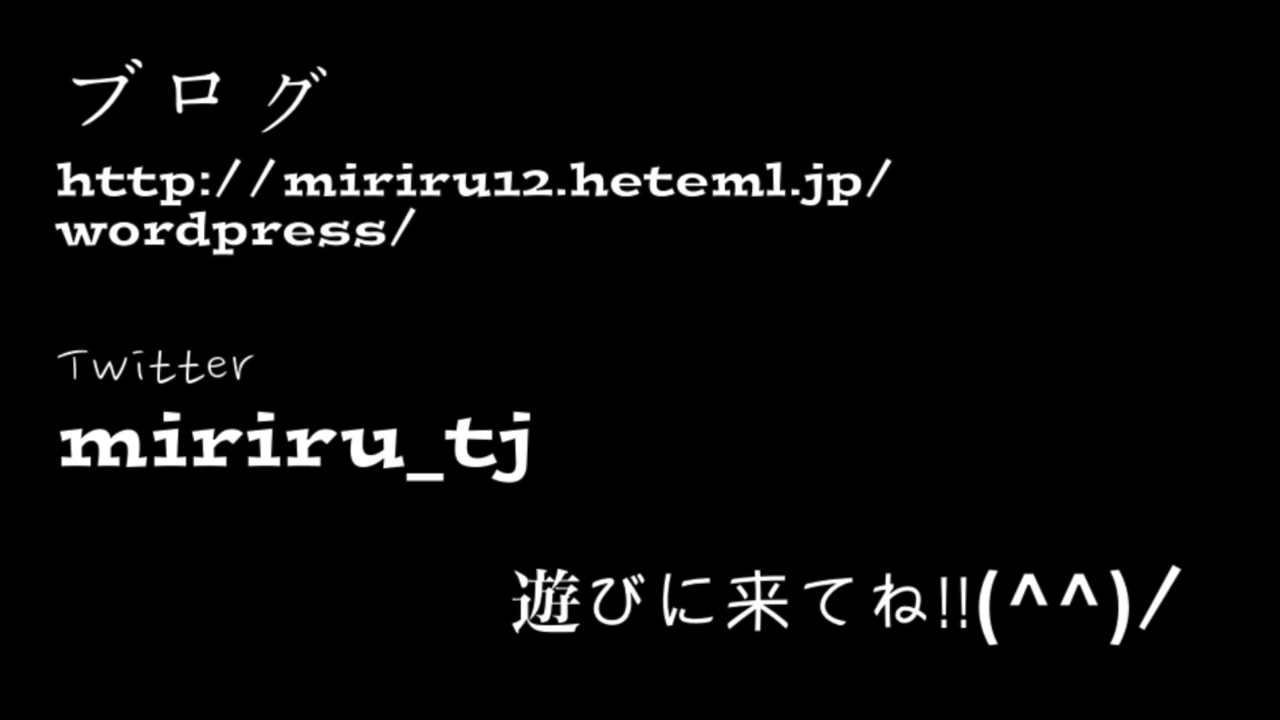 ブログ
http://miriru12.heteml.jp/
wordpress/
Twitter
miriru_tj
遊びに来てね!!(^^)/